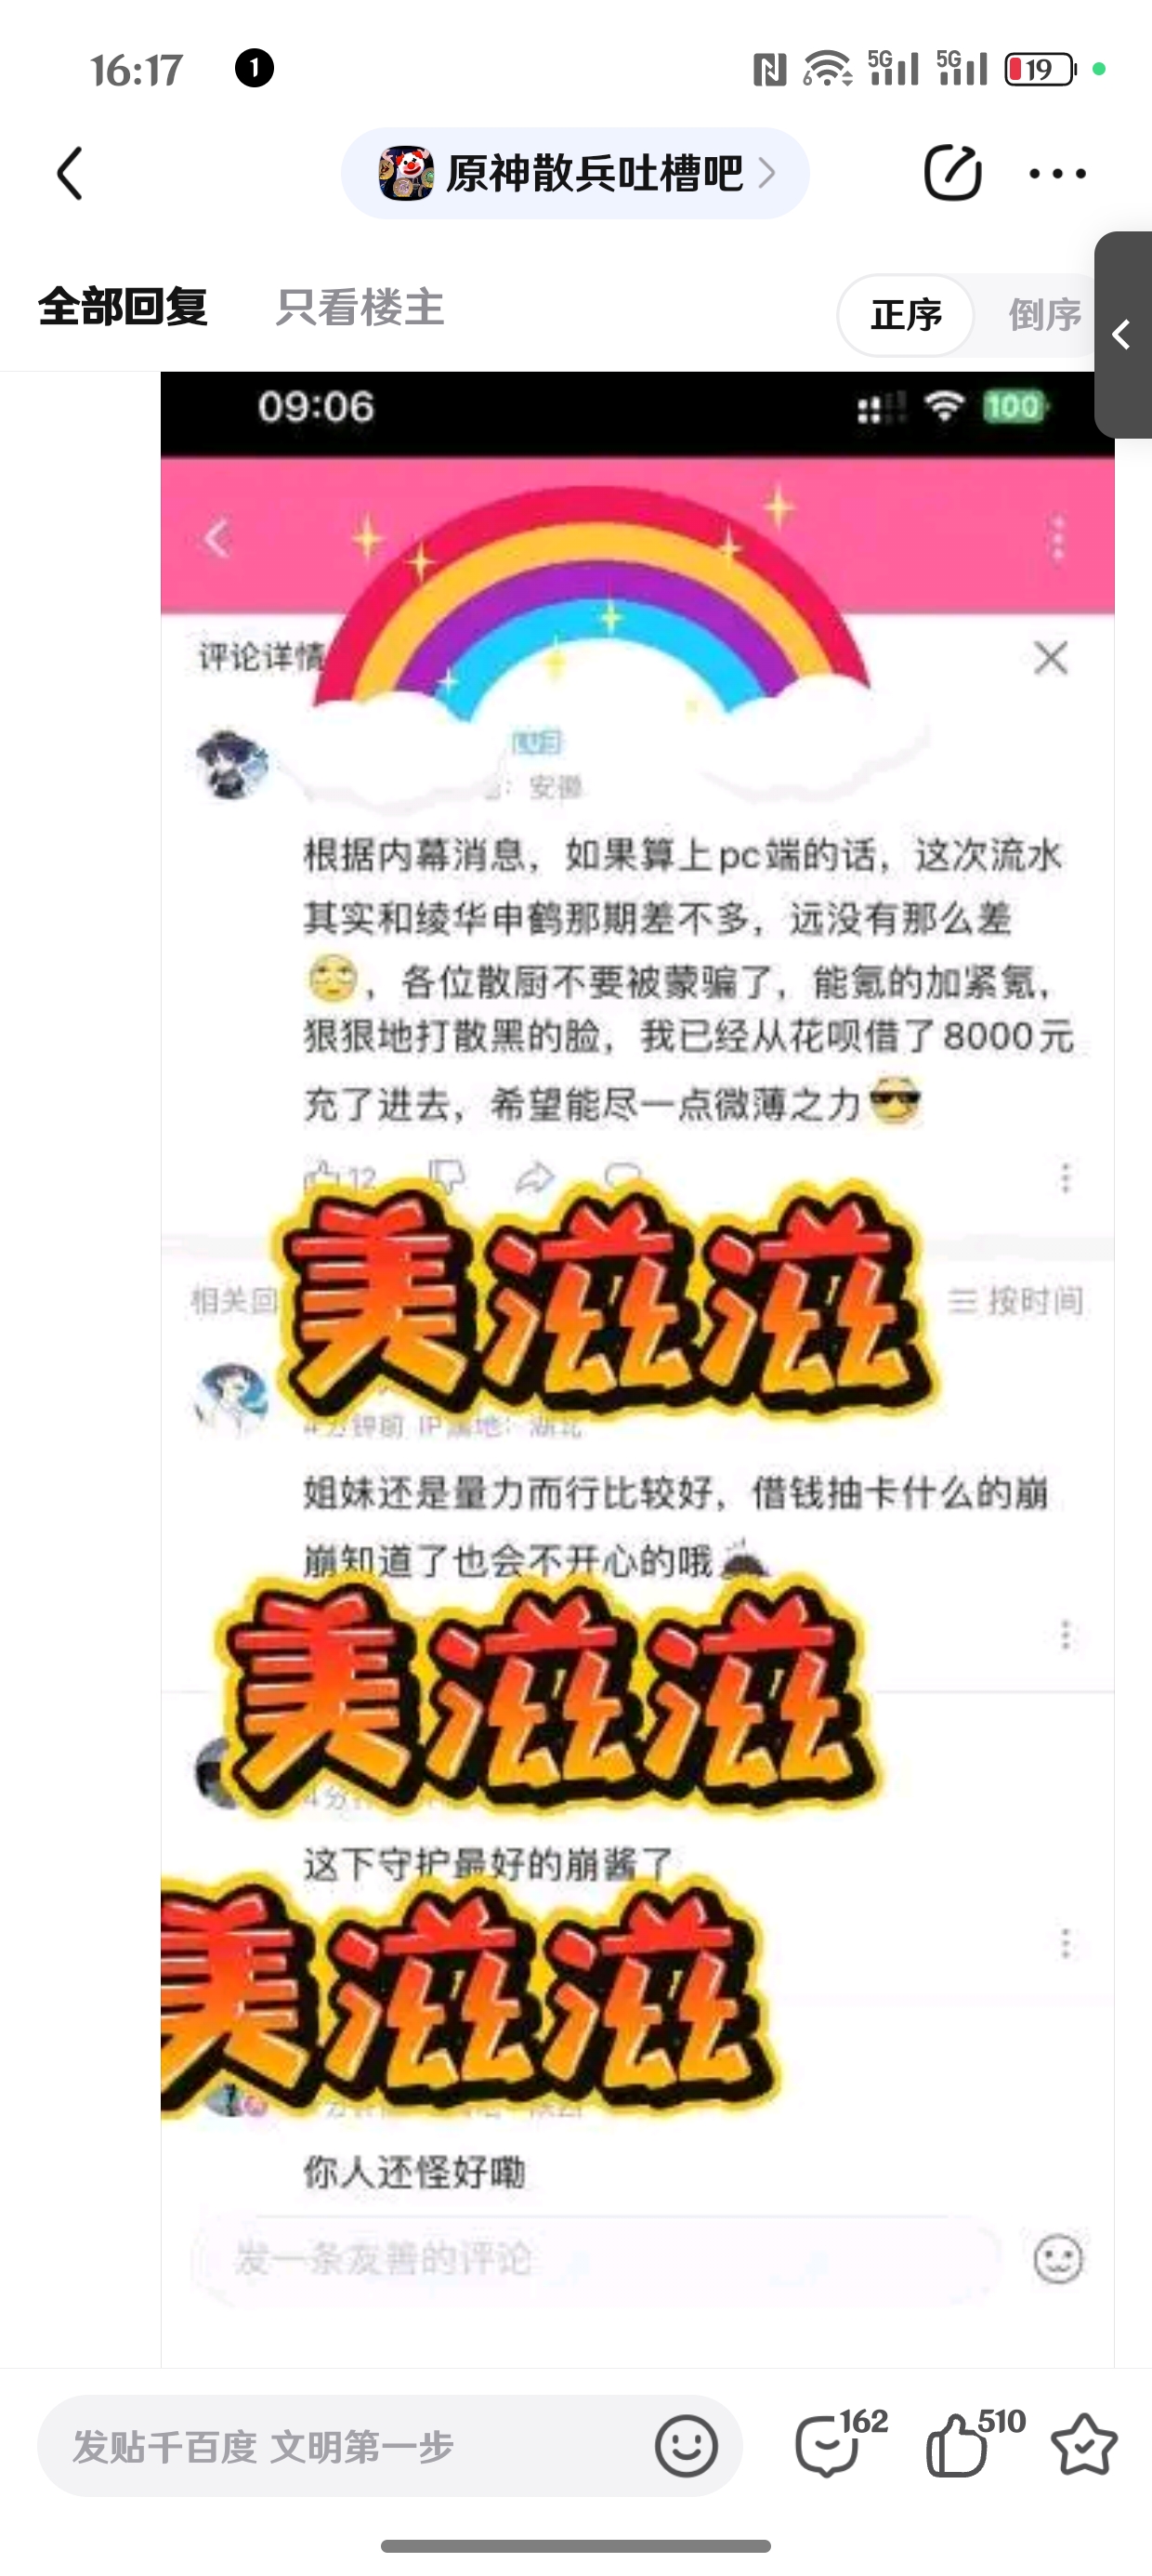 16:17
1
6
5G
5G
19
原神散兵吐槽吧
全部回复
只看楼主
正序
倒序
09:06
100
评论详情
：安徽
根据内幕消息，如果算上pc端的话，这次流水
其实和绫华申鹤那期差不多，远没有那么差
，各位散厨不要被蒙骗了，能氪的加紧氪，
狠狠地打散黑的脸，我已经从花呗借了8000元
充了进去，希望能尽一点微薄之力
12
美滋滋
相关回
按时间
4分钟前 IP属地：湖北
姐妹还是量力而行比较好，借钱抽卡什么的崩
崩知道了也会不开心的哦
美滋滋
4分
这下守护最好的崩酱了
美滋滋
你人还怪好嘞
发一条友善的评论
发贴千百度 文明第一步
162
510